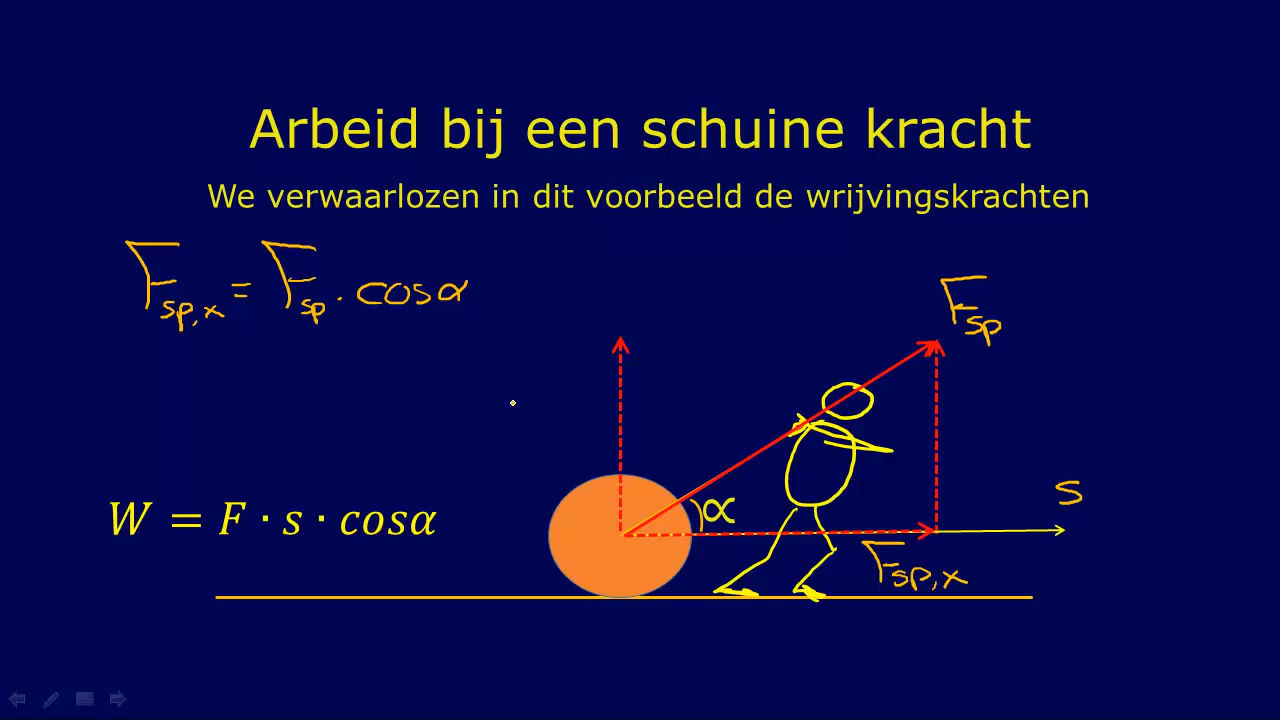 Arbeid bij een schuine kracht
We verwaarlozen in dit voorbeeld de wrijvingskrachten
Fsp,x = Fsp · cosα
Fsp
α
s
W = F · s · cosα
Fsp,x